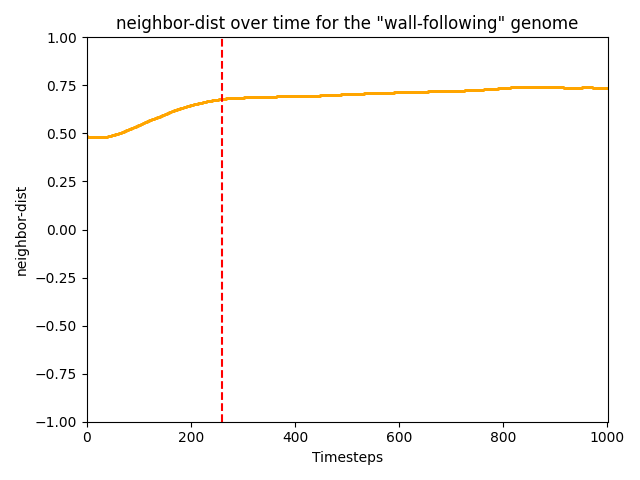 neighbor-dist over time for the "wall-following" genome
1.00
0.75
0.50
0.25
0.00
−0.25
−0.50
−0.75
−1.00
neighbor-dist
0 200 400 600 800 1000
Timesteps